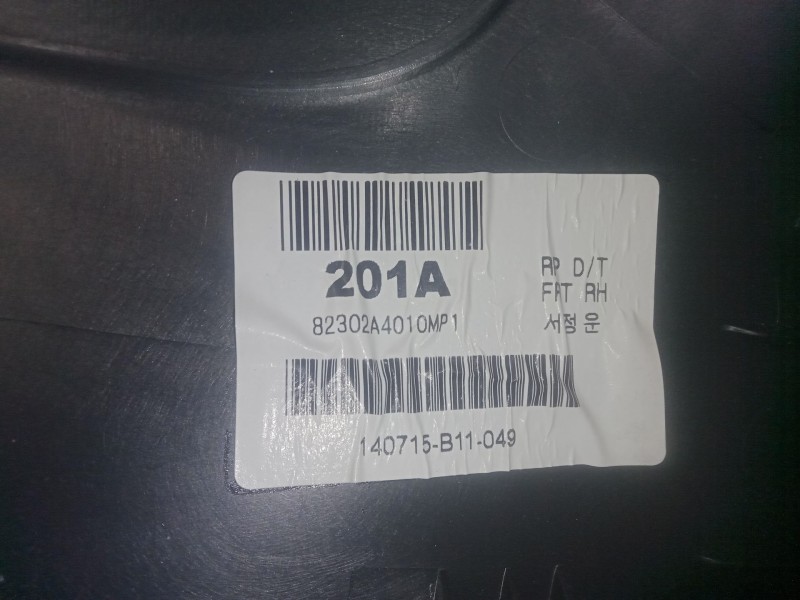 201A
82302A4010MP1
RP D/T
FRT RH
서정운
140715-B11-049